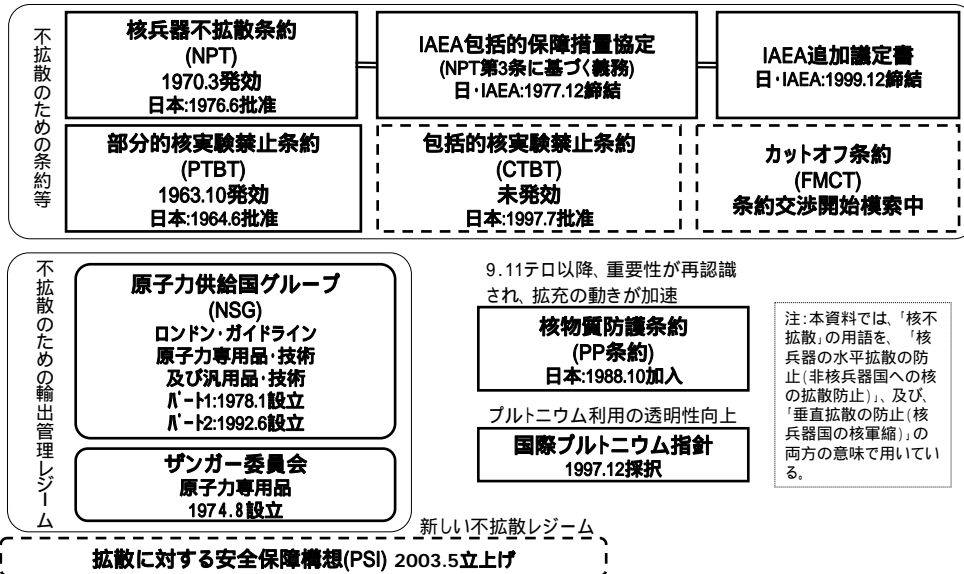 不拡散のための条約等
核兵器不拡散条約
(NPT)
1970.3発効
日本:1976.6批准
IAEA包括的保障措置協定
(NPT第3条に基づく義務)
日・IAEA:1977.12締結
IAEA追加議定書
日・IAEA:1999.12締結
部分的核実験禁止条約
(PTBT)
1963.10発効
日本:1964.6批准
包括的核実験禁止条約
(CTBT)
未発効
日本:1997.7批准
カットオフ条約
(FMCT)
条約交渉開始模索中
不拡散のための輸出管理レジーム
原子力供給国グループ
(NSG)
ロンドン・ガイドライン
原子力専用品・技術
及び汎用品・技術
パート1:1978.1設立
パート2:1992.6設立
ザンガー委員会
原子力専用品
1974.8設立
9.11テロ以降、重要性が再認識
され、拡充の動きが加速
核物質防護条約
(PP条約)
日本:1988.10加入
プルトニウム利用の透明性向上
国際プルトニウム指針
1997.12採択
注:本資料では、「核不
拡散」の用語を、「核
兵器の水平拡散の防
止(非核兵器国への核
の拡散防止)」、及び、
「垂直拡散の防止(核
兵器国の核軍縮)」の
両方の意味で用いてい
る。
新しい不拡散レジーム
拡散に対する安全保障構想(PSI) 2003.5立上げ